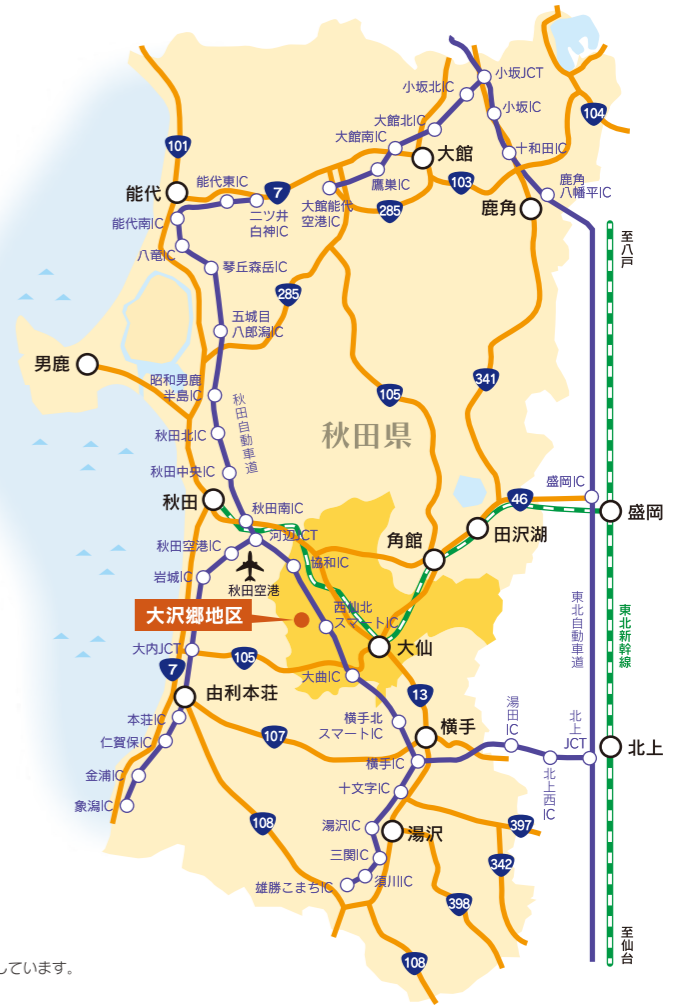 小坂JCT
小坂北IC
小坂IC
104
大館北IC
大館南IC
101
大館
十和田IC
能代東IC
7
鷹巣IC
103
鹿角
八幡平IC
能代
大館能代
空港IC
285
鹿角
二ツ井
白神IC
能代南IC
至八戸
八竜IC
琴丘森岳IC
285
五城目
八郎潟IC
男鹿
昭和男鹿
半島IC
341
105
秋田自動車道
秋田県
秋田北IC
秋田中央IC
盛岡IC
46
秋田
秋田南IC
盛岡
田沢湖
河辺JCT
角館
秋田空港IC
協和IC
岩城IC
秋田空港
大沢郷地区
西仙北
スマートIC
東北自動車道
東北新幹線
大内JCT
大仙
105
7
大曲IC
13
由利本荘
湯田IC
北上JCT
本荘IC
横手北
スマートIC
横手
107
仁賀保IC
北上
横手IC
金浦IC
北上西IC
十文字IC
象潟IC
108
湯沢IC
湯沢
397
三関IC
342
須川IC
雄勝こまちIC
398
至仙台
108
しています。